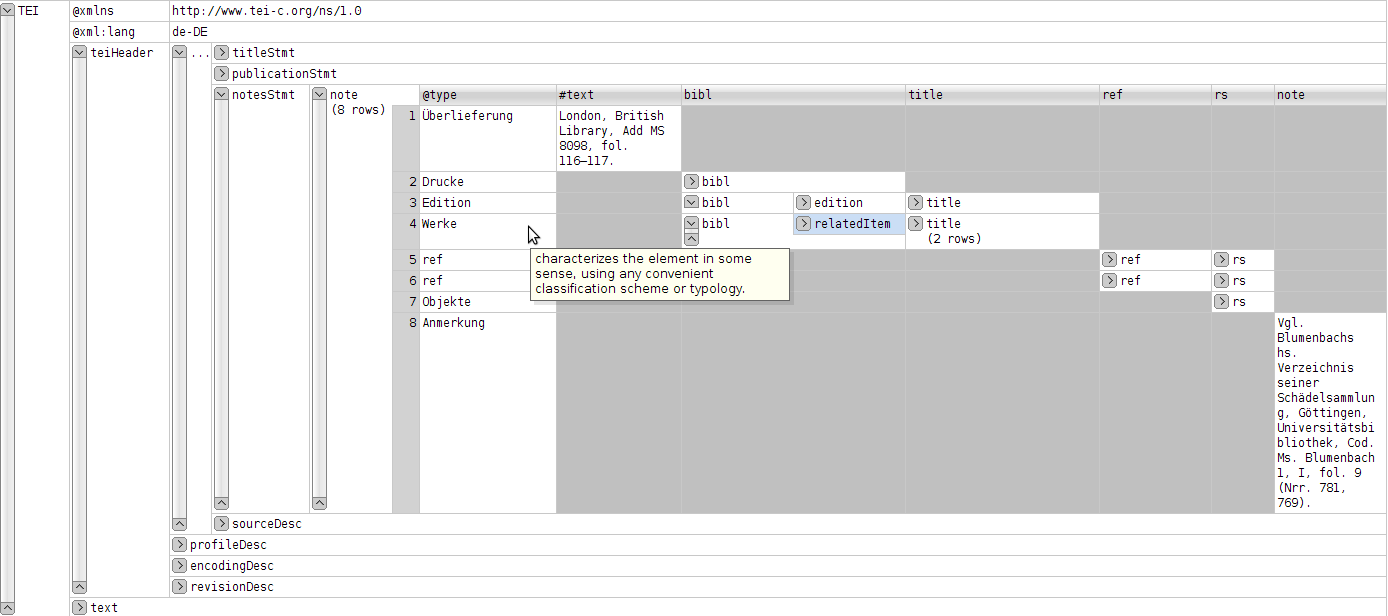 TEI @xmlns http://www.tei-c.org/ns/1.0
@xml:lang de-DE
teiHeader ... titleStmt
publicationStmt
notesStmt note @type #text bibl title ref rs note
(8 rows)
1 Überlieferung London, British
Library, Add MS
8098, fol.
116–117.
2 Drucke bibl
3 Edition bibl edition title
4 Werke bibl relatedItem title
(2 rows)
characterizes the element in some
sense, using any convenient
classification scheme or typology.
5 ref ref rs
6 ref ref rs
7 Objekte rs
8 Anmerkung Vgl.
Blumenbachs
hs.
Verzeichnis
seiner
Schädelsammlun
g, Göttingen,
Universitätsbi
bliothek, Cod.
Ms. Blumenbach
1, I, fol. 9
(Nrr. 781,
769).
sourceDesc
profileDesc
encodingDesc
revisionDesc
text